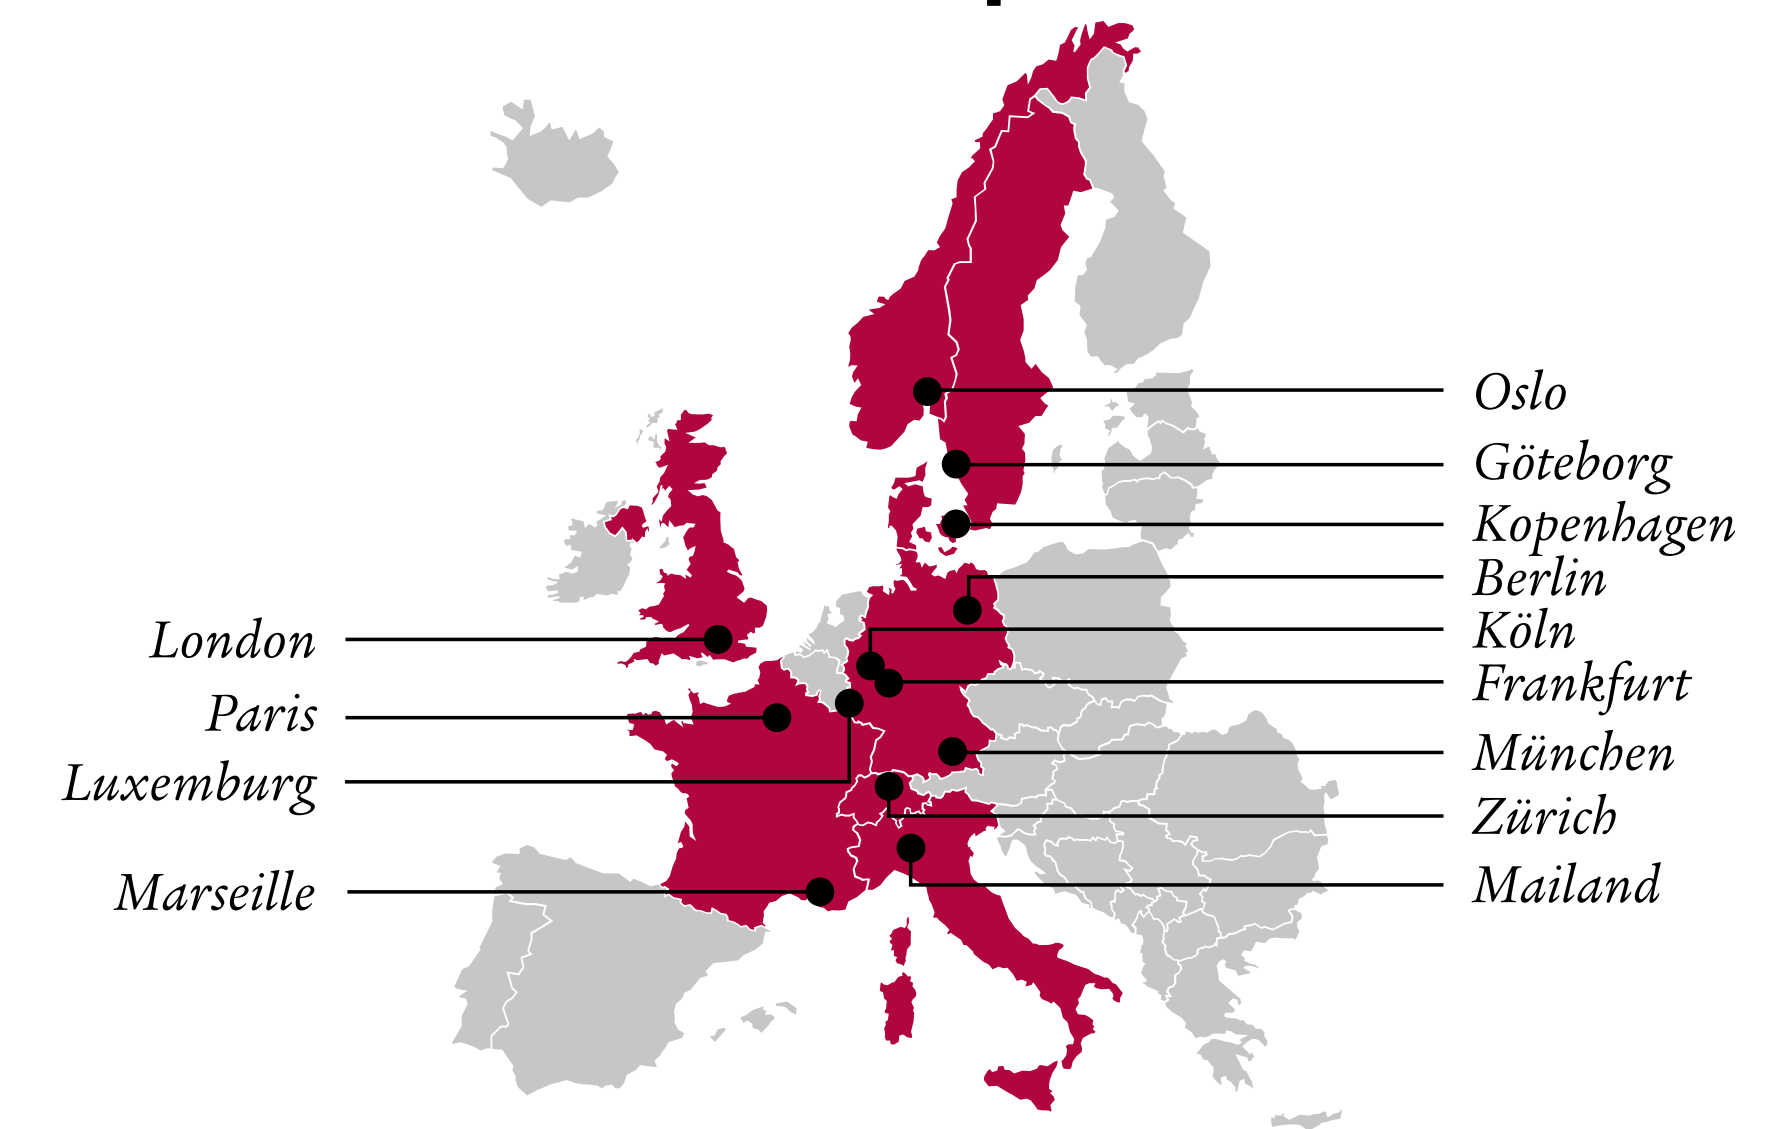 London
Paris
Luxemburg
Marseille
Oslo
Göteborg
Kopenhagen
Berlin
Köln
Frankfurt
München
Zürich
Mailand